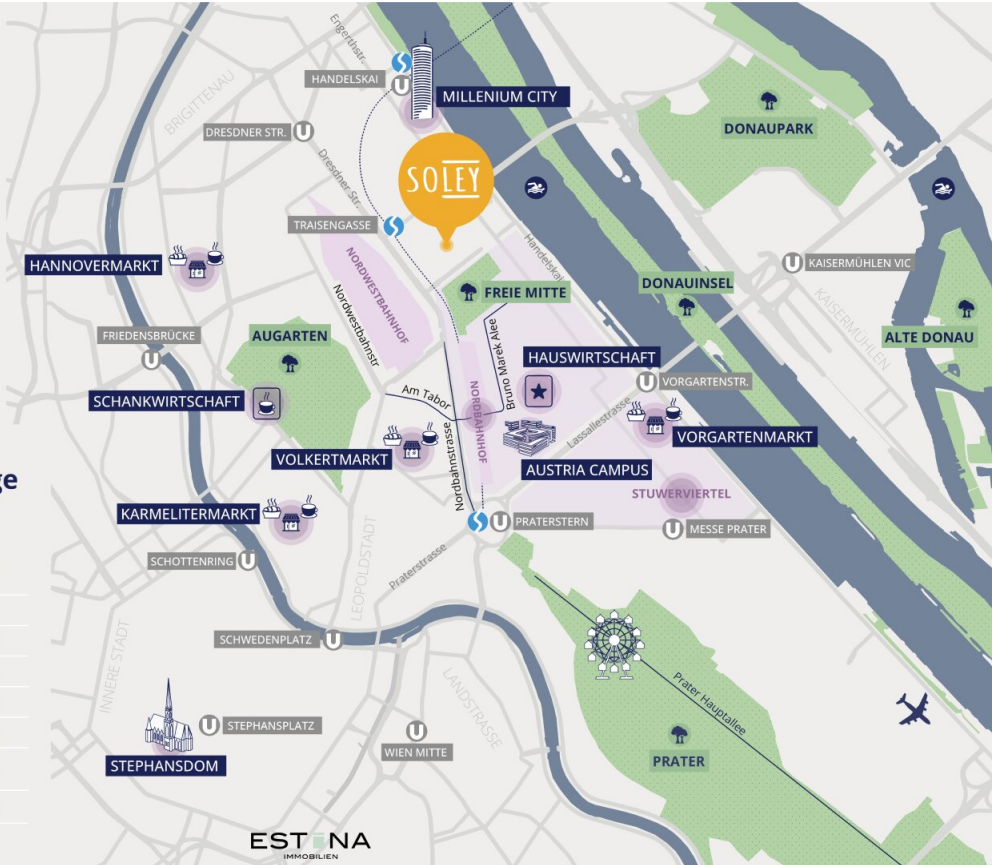 Engerthstr.
HANDELSKAI
U
MILLENIUM CITY
BRIGITTENAU
DRESDNER STR.
U
DONAUPARK
Dresdner Str.
SOLEY
TRAISENGASSE
HANNOVERMARKT
NORDWESTBAHNHOF
Nordwestbahnstr
Handelskai
U
KAISERMÜHLEN VIC
KAISERMÜHLEN
DONAUINSEL
FREIE MITTE
FRIEDENSBRÜCKE
U
AUGARTEN
Bruno Marek Alee
ALTE DONAU
HAUSWIRTSCHAFT
U
VORGARTENSTR.
SCHANKWIRTSCHAFT
Am Tabor
NORDBAHNHOF
Lassallestrasse
VORGARTENMARKT
VOLKERTMARKT
Nordbahnstrasse
AUSTRIA CAMPUS
ge
STUWERVIERTEL
KARMELITERMARKT
U
PRATERSTERN
U
MESSE PRATER
SCHOTTENRING
U
LEOPOLDSTADT
Praterstrasse
SCHWEDENPLATZ
U
INNERE STADT
LANDSTRASSE
Prater Hauptallee
U
STEPHANSPLATZ
U
WIEN MITTE
STEPHANSDOM
PRATER
ESTINA
IMMOBILIEN